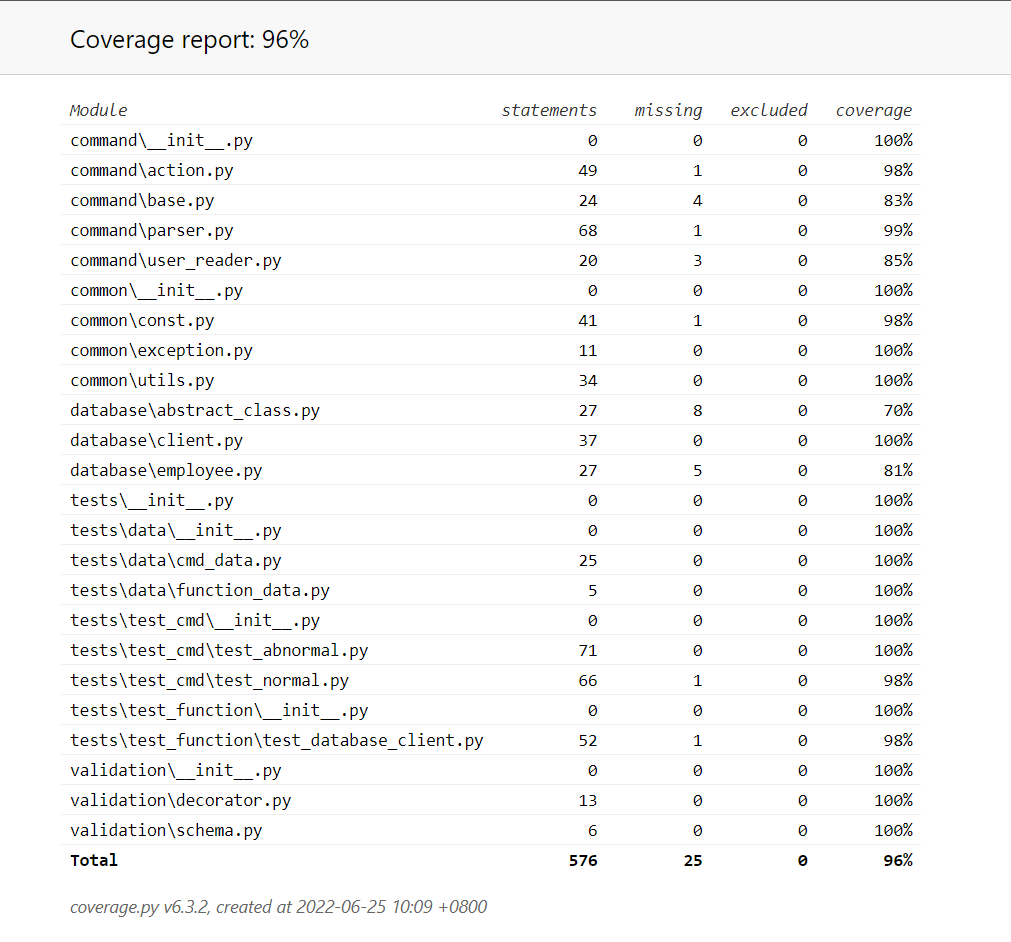 Coverage report: 96%
Module statements missing excluded coverage
command\__init__.py 0 0 0 100%
command\action.py 49 1 0 98%
command\base.py 24 4 0 83%
command\parser.py 68 1 0 99%
command\user_reader.py 20 3 0 85%
common\__init__.py 0 0 0 100%
common\const.py 41 1 0 98%
common\exception.py 11 0 0 100%
common\utils.py 34 0 0 100%
database\abstract_class.py 27 8 0 70%
database\client.py 37 0 0 100%
database\employee.py 27 5 0 81%
tests\__init__.py 0 0 0 100%
tests\data\__init__.py 0 0 0 100%
tests\data\cmd_data.py 25 0 0 100%
tests\data\function_data.py 5 0 0 100%
tests\test_cmd\__init__.py 0 0 0 100%
tests\test_cmd\test_abnormal.py 71 0 0 100%
tests\test_cmd\test_normal.py 66 1 0 98%
tests\test_function\__init__.py 0 0 0 100%
tests\test_function\test_database_client.py 52 1 0 98%
validation\__init__.py 0 0 0 100%
validation\decorator.py 13 0 0 100%
validation\schema.py 6 0 0 100%
Total 576 25 0 96%
coverage.py v6.3.2, created at 2022-06-25 10:09 +0800